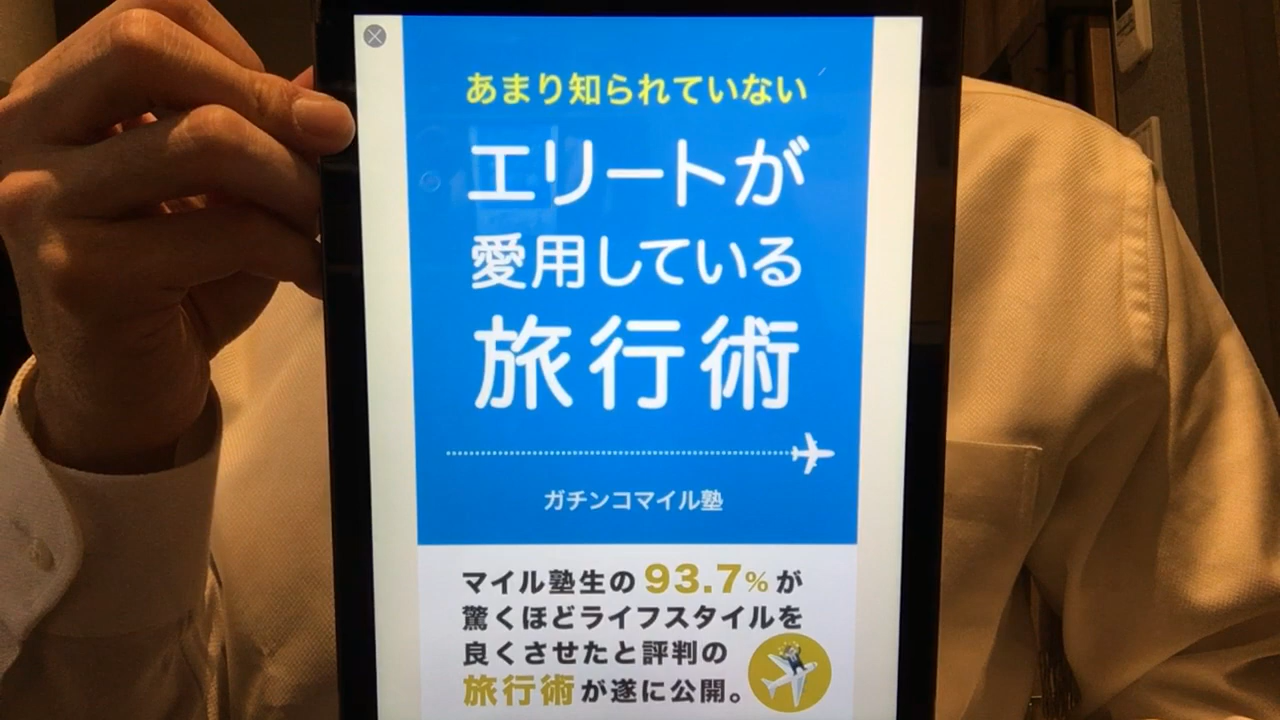 あまり知られていない
エリートが
愛用している
旅行術
ガチンコマイル塾
マイル塾生の93.7%が
驚くほどライフスタイルを
良くさせたと評判の
旅行術が遂に公開。